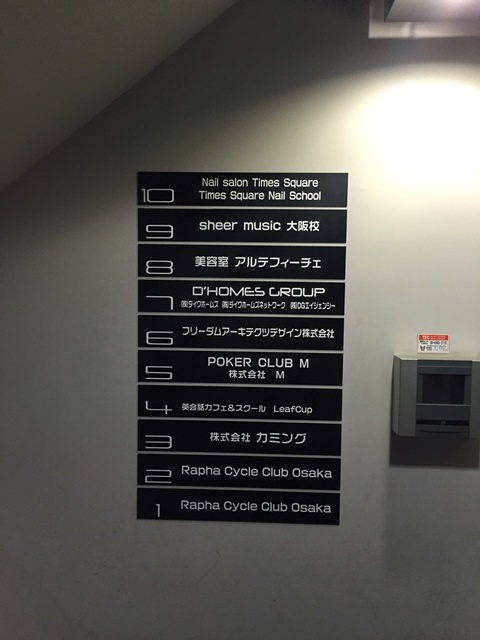 10 Nail salon Times Square
Times Square Nail School
9 sheer music 大阪校
8 美容室 アルテフィーチェ
7 D'HOMES GROUP
㈱ダイワホームズ ㈱ダイワホームズネットワーク ㈱DGエイジェンシー
6 フリーダムアーキテクツデザイン株式会社
5 POKER CLUB M
株式会社 M
4 英会話カフェ&スクール LeafCup
3 株式会社 カミング
2 Rapha Cycle Club Osaka
1 Rapha Cycle Club Osaka